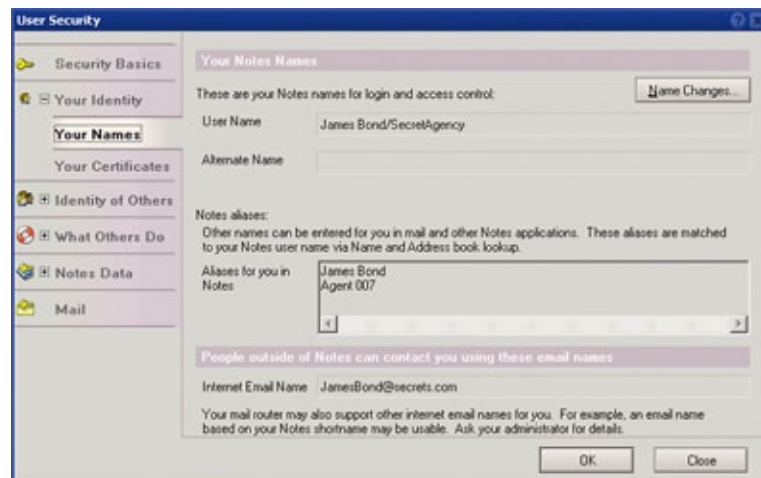 User Security
Security Basics
Your Identity
Your Names
Your Certificates
Identity of Others
What Others Do
Notes Data
Mail
Your Notes Names
These are your Notes names for login and access control:
Name Changes...
User Name
James Bond/SecretAgency
Alternate Name
Notes aliases:
Other names can be entered for you in mail and other Notes applications. These aliases are matched
to your Notes user name via Name and Address book lookup.
Aliases for you in
Notes
James Bond
Agent 007
People outside of Notes can contact you using these email names
Internet Email Name
JamesBond@secrets.com
Your mail router may also support other internet email names for you. For example, an email name
based on your Notes shortname may be usable. Ask your administrator for details.
OK
Close